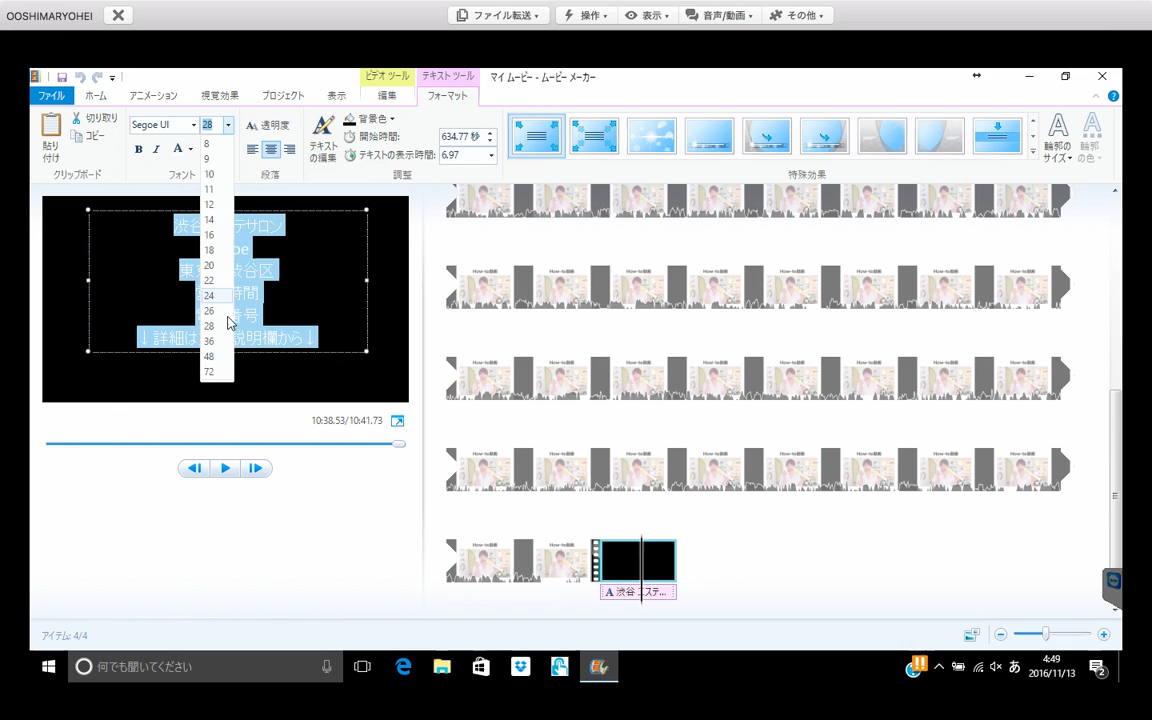 OOSHIMARYOHEI
ファイル転送
操作
表示
音声/動画
その他
ビデオ ツール
テキスト ツール
マイ ムービー - ムービー メーカー
ファイル
ホーム
アニメーション
視覚効果
プロジェクト
表示
編集
フォーマット
貼り
付け
切り取り
コピー
クリップボード
Segoe UI
28
B I A
フォント
透明度
段落
テキスト
の編集
背景色
開始時間:
634.77 秒
テキストの表示時間:
6.97
調整
特殊効果
輪郭の
サイズ
輪郭
の色
8
9
10
11
12
14
16
18
20
22
24
26
28
36
48
72
渋谷
テサロン
be
東
渋谷区
時間
番号
↓詳細は
説明欄から↓
10:38.53/10:41.73
How-to動画
A 渋谷 エステ...
アイテム: 4/4
何でも聞いてください
あ
4:49
2016/11/13
2